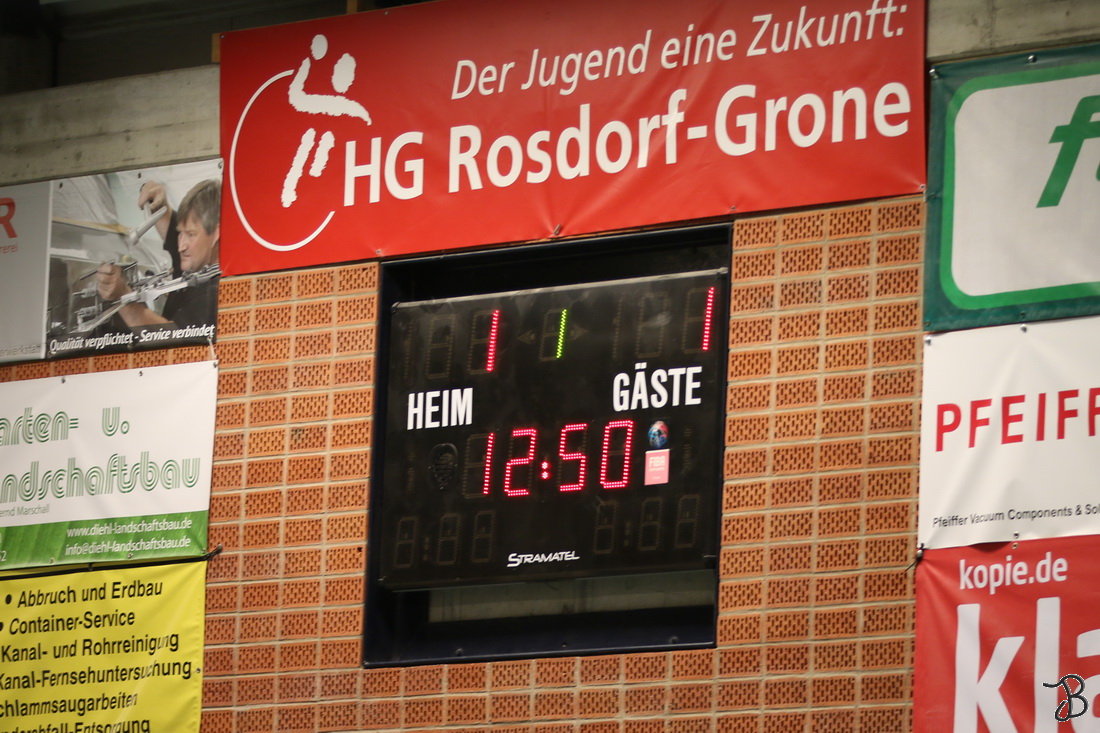 Der Jugend eine Zukunft:
HG Rosdorf-Grone
Qualität verpflichtet - Service verbindet
1 1 1
HEIM GÄSTE
12:50
STRAMATEL
www.diehl-landschaftsbau.de
info@diehl-landschaftsbau.de
• Abbruch und Erdbau
• Container-Service
Kanal- und Rohrreinigung
Kanal-Fernsehuntersuchung
PFEIFF
Pfeiffer Vacuum Components & So
kopie.de
kla